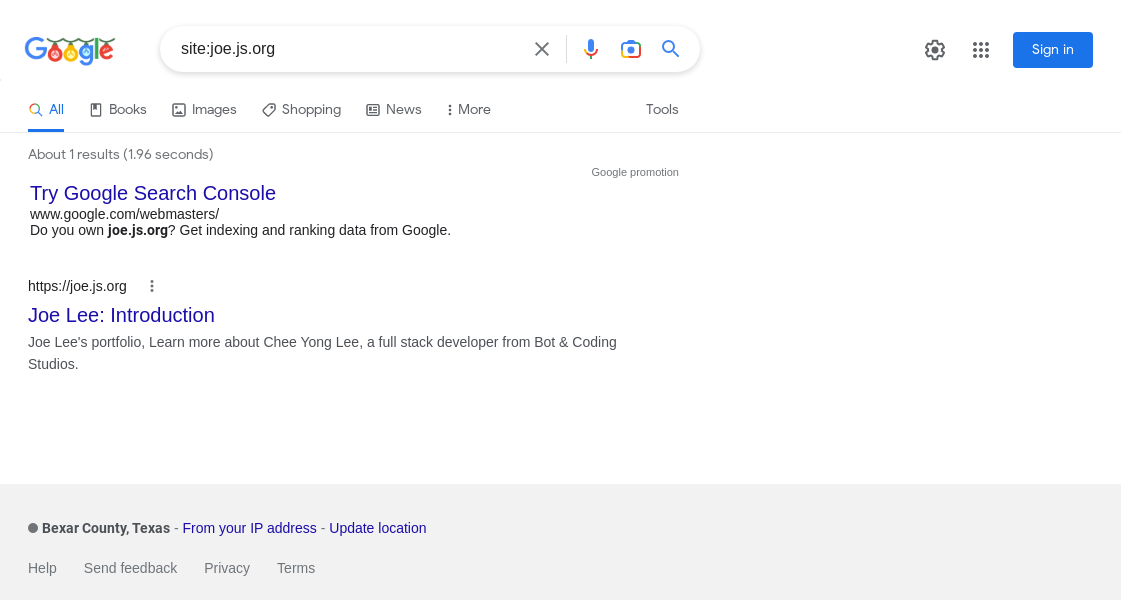 Google
site:joe.js.org
Sign in
All
Books
Images
Shopping
News
More
Tools
About 1 results (1.96 seconds)
Google promotion
Try Google Search Console
www.google.com/webmasters/
Do you own joe.js.org? Get indexing and ranking data from Google.
https://joe.js.org
Joe Lee: Introduction
Joe Lee's portfolio, Learn more about Chee Yong Lee, a full stack developer from Bot & Coding
Studios.
Bexar County, Texas - From your IP address - Update location
Help Send feedback Privacy Terms